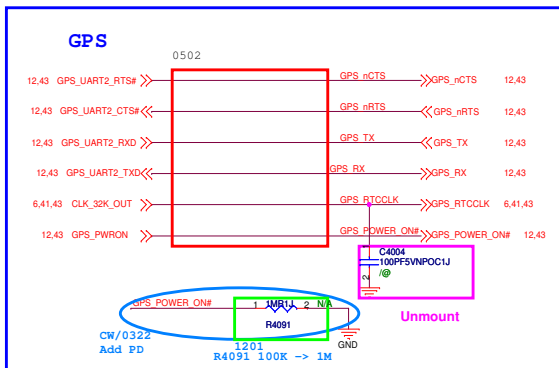 GPS
0502
12,43 GPS_UART2_RTS# GPS_nCTS GPS_nCTS 12,43
12,43 GPS_UART2_CTS# GPS_nRTS GPS_nRTS 12,43
12,43 GPS_UART2_RXD GPS_TX GPS_TX 12,43
12,43 GPS_UART2_TXD GPS_RX GPS_RX 12,43
6,41,43 CLK_32K_OUT GPS_RTCCLK GPS_RTCCLK 6,41,43
12,43 GPS_PWRON GPS_POWER_ON# GPS_POWER_ON# 12,43
1
C4004
100PF5VNPOC1J
2
/@
Unmount
GPS_POWER_ON# 1 1MR1J 2 N/A
R4091
GND
CW/0322
Add PD
1201
R4091 100K -> 1M